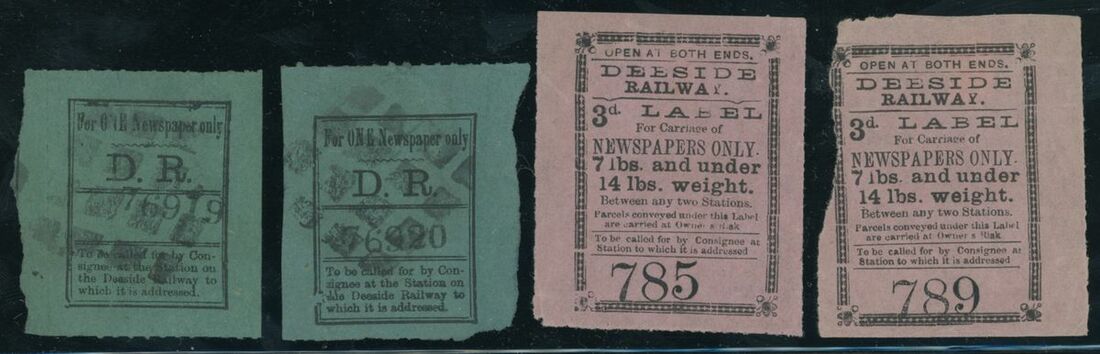 For ONE Newspaper only
D. R.
76919
To be called for by Con-
signee at the Station on
the Deeside Railway to
which it is addressed.
For ONE Newspaper only
D. R.
76920
To be called for by Con-
signee at the Station on
the Deeside Railway to
which it is addressed.
OPEN AT BOTH ENDS.
DEESIDE
RAILWAY.
3d. LABEL
For Carriage of
NEWSPAPERS ONLY.
7 lbs. and under
14 lbs. weight.
Between any two Stations.
Parcels conveyed under this Label
are carried at Owner's Risk
To be called for by Consignee at
Station to which it is addressed
785
OPEN AT BOTH ENDS.
DEESIDE
RAILWAY.
3d. LABEL
For Carriage of
NEWSPAPERS ONLY.
7 lbs. and under
14 lbs. weight.
Between any two Stations.
Parcels conveyed under this Label
are carried at Owner's Risk
To be called for by Consignee at
Station to which it is addressed
789